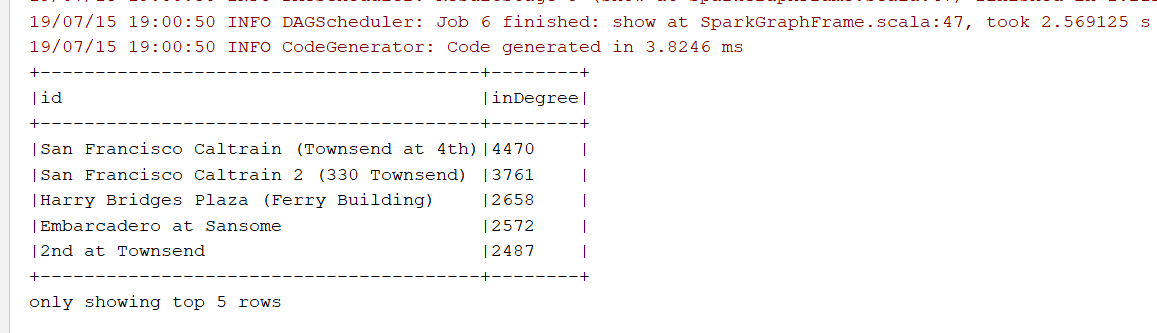 19/07/15 19:00:50 INFO DAGScheduler: Job 6 finished: show at SparkGraphFrame.scala:47, took 2.569125 s
19/07/15 19:00:50 INFO CodeGenerator: Code generated in 3.8246 ms
+----------------------------------------+--------+
|id                                      |inDegree|
+----------------------------------------+--------+
|San Francisco Caltrain (Townsend at 4th)|4470    |
|San Francisco Caltrain 2 (330 Townsend) |3761    |
|Harry Bridges Plaza (Ferry Building)    |2658    |
|Embarcadero at Sansome                  |2572    |
|2nd at Townsend                         |2487    |
+----------------------------------------+--------+
only showing top 5 rows